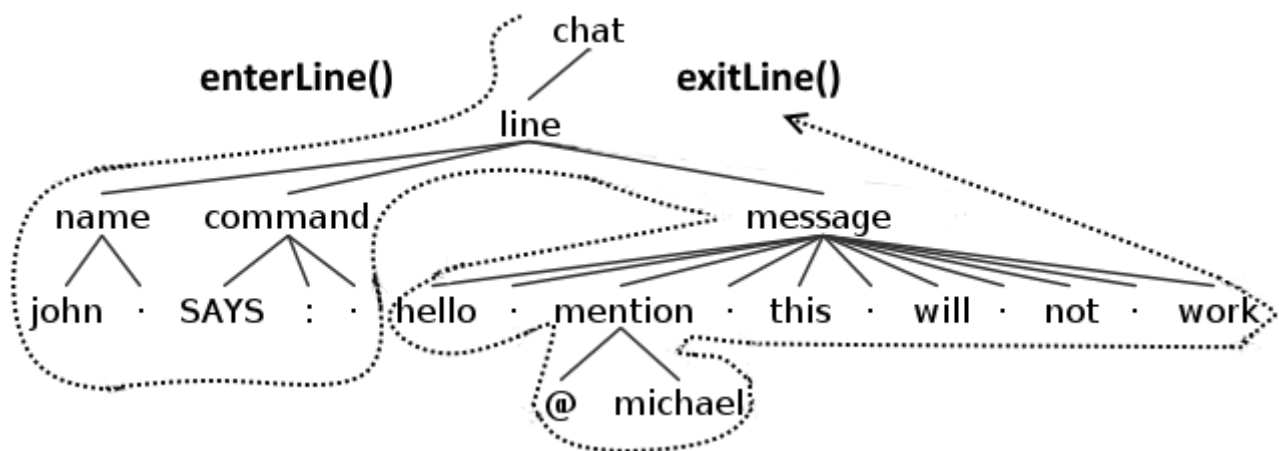 chat
enterLine() exitLine()
line
name command message
john · SAYS : · hello · mention · this · will · not · work
@ michael